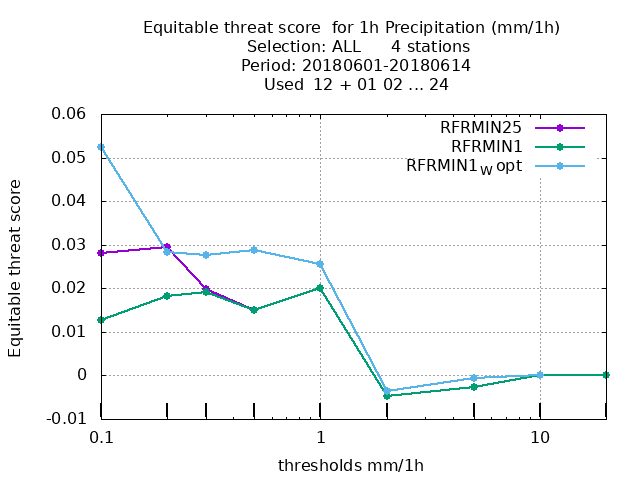 Equitable threat score  for 1h Precipitation (mm/1h)
Selection: ALL      4 stations
Period: 20180601-20180614
Used  12 + 01 02 ... 24
RFRMIN25
RFRMIN1
RFRMIN1W opt
Equitable threat score
0.06
0.05
0.04
0.03
0.02
0.01
0
-0.01
0.1
1
10
thresholds mm/1h